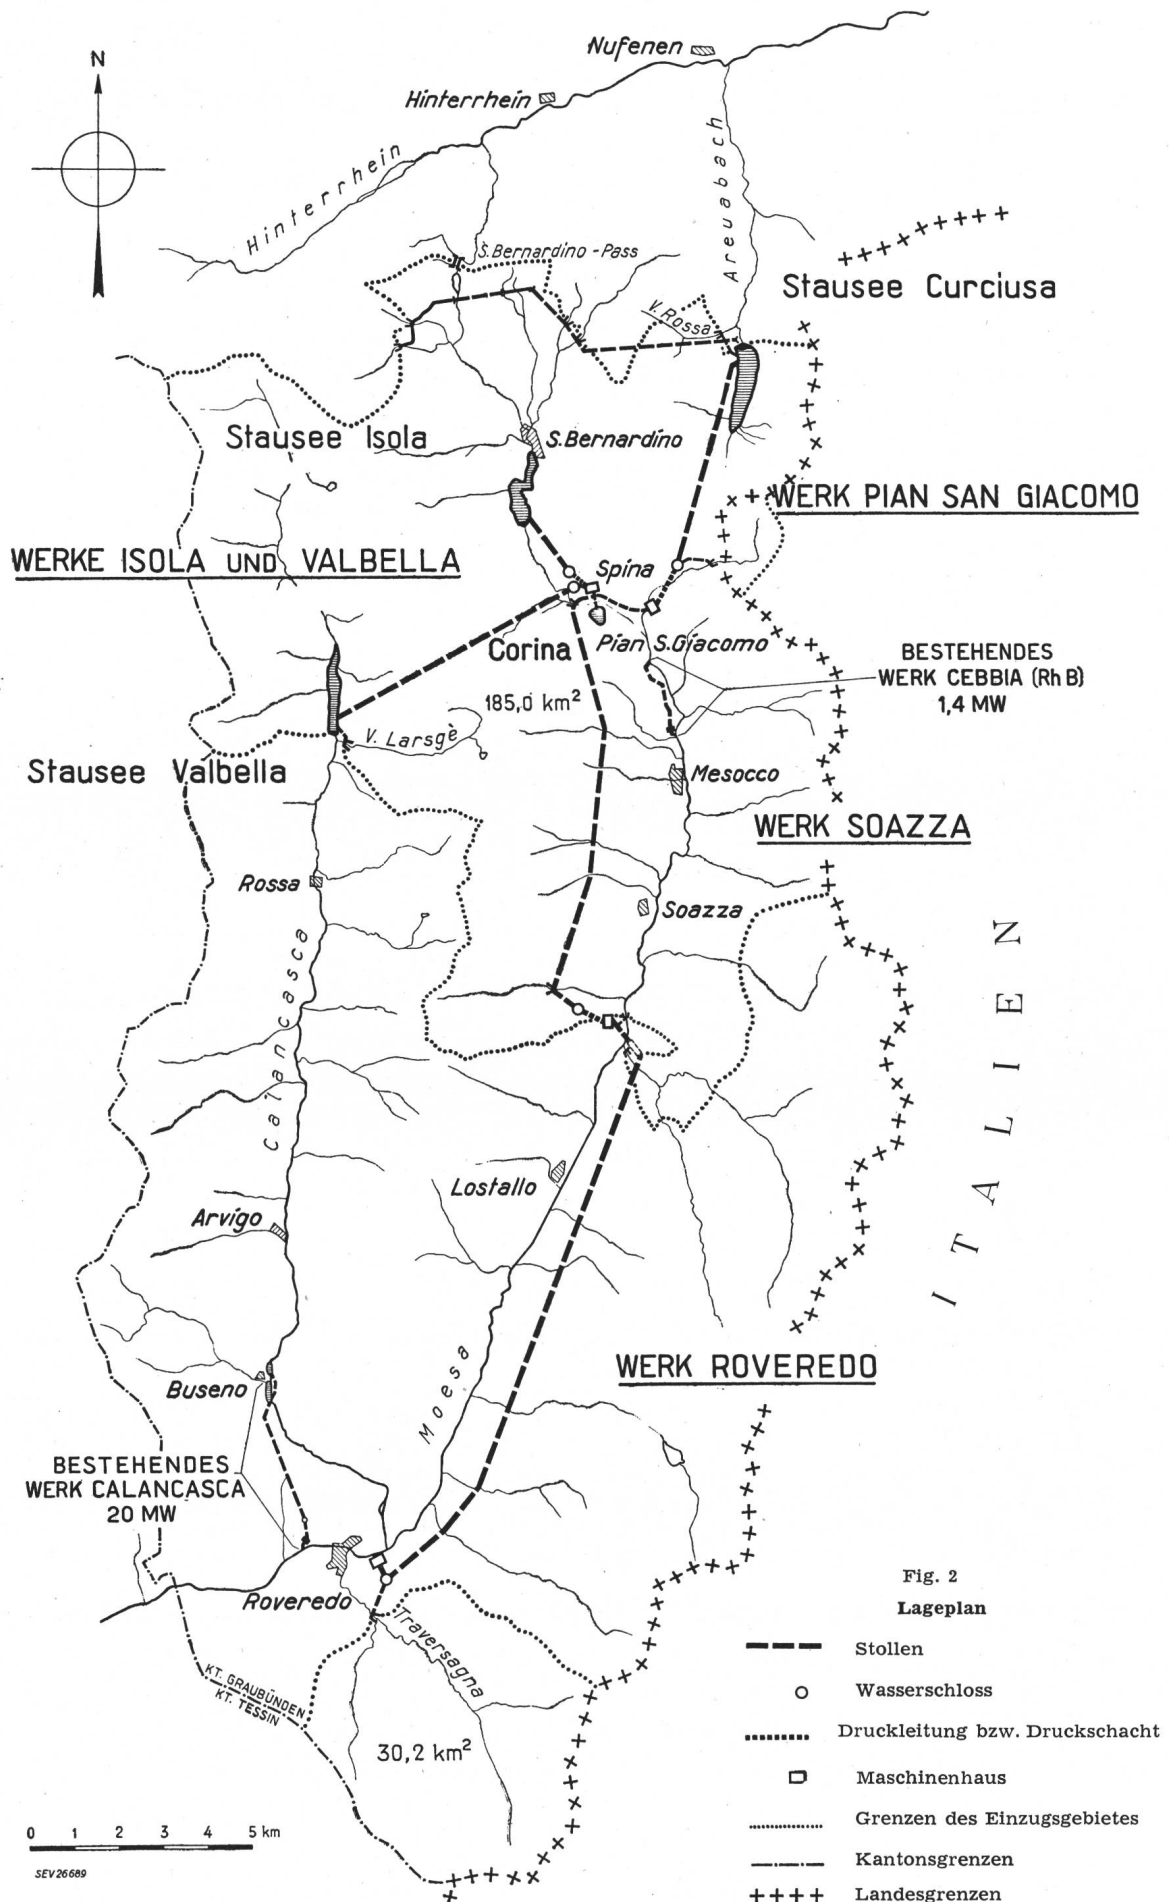 N
Nufenen
Hinterrhein
Hinterrhein
Areuabach
S. Bernardino - Pass
V. Rossa
Stausee Curciusa
Stausee Isola
S. Bernardino
WERK PIAN SAN GIACOMO
WERKE ISOLA UND VALBELLA
Spina
Corina
Pian S. Giacomo
BESTEHENDES
WERK CEBBIA (Rh B)
1,4 MW
185,0 km²
V. Larsgè
Stausee Valbella
Mesocco
WERK SOAZZA
Rossa
Soazza
Calancasca
ITALIEN
Lostallo
Arvigo
WERK ROVEREDO
Moesa
Buseno
BESTEHENDES
WERK CALANCASCA
20 MW
Roveredo
Traversagna
KT. GRAUBÜNDEN
KT. TESSIN
30,2 km²
Fig. 2
Lageplan
Stollen
Wasserschloss
Druckleitung bzw. Druckschacht
Maschinenhaus
Grenzen des Einzugsgebietes
Kantonsgrenzen
Landesgrenzen
0 1 2 3 4 5 km
SEV26689